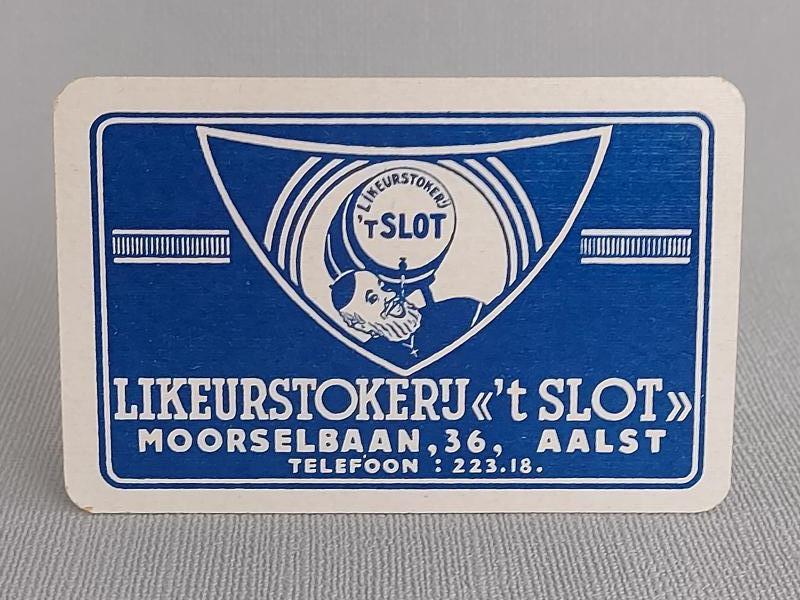 LIKEURSTOKERIJ
'T SLOT
LIKEURSTOKERIJ «'t SLOT»
MOORSELBAAN, 36, AALST
TELEFOON : 223.18.